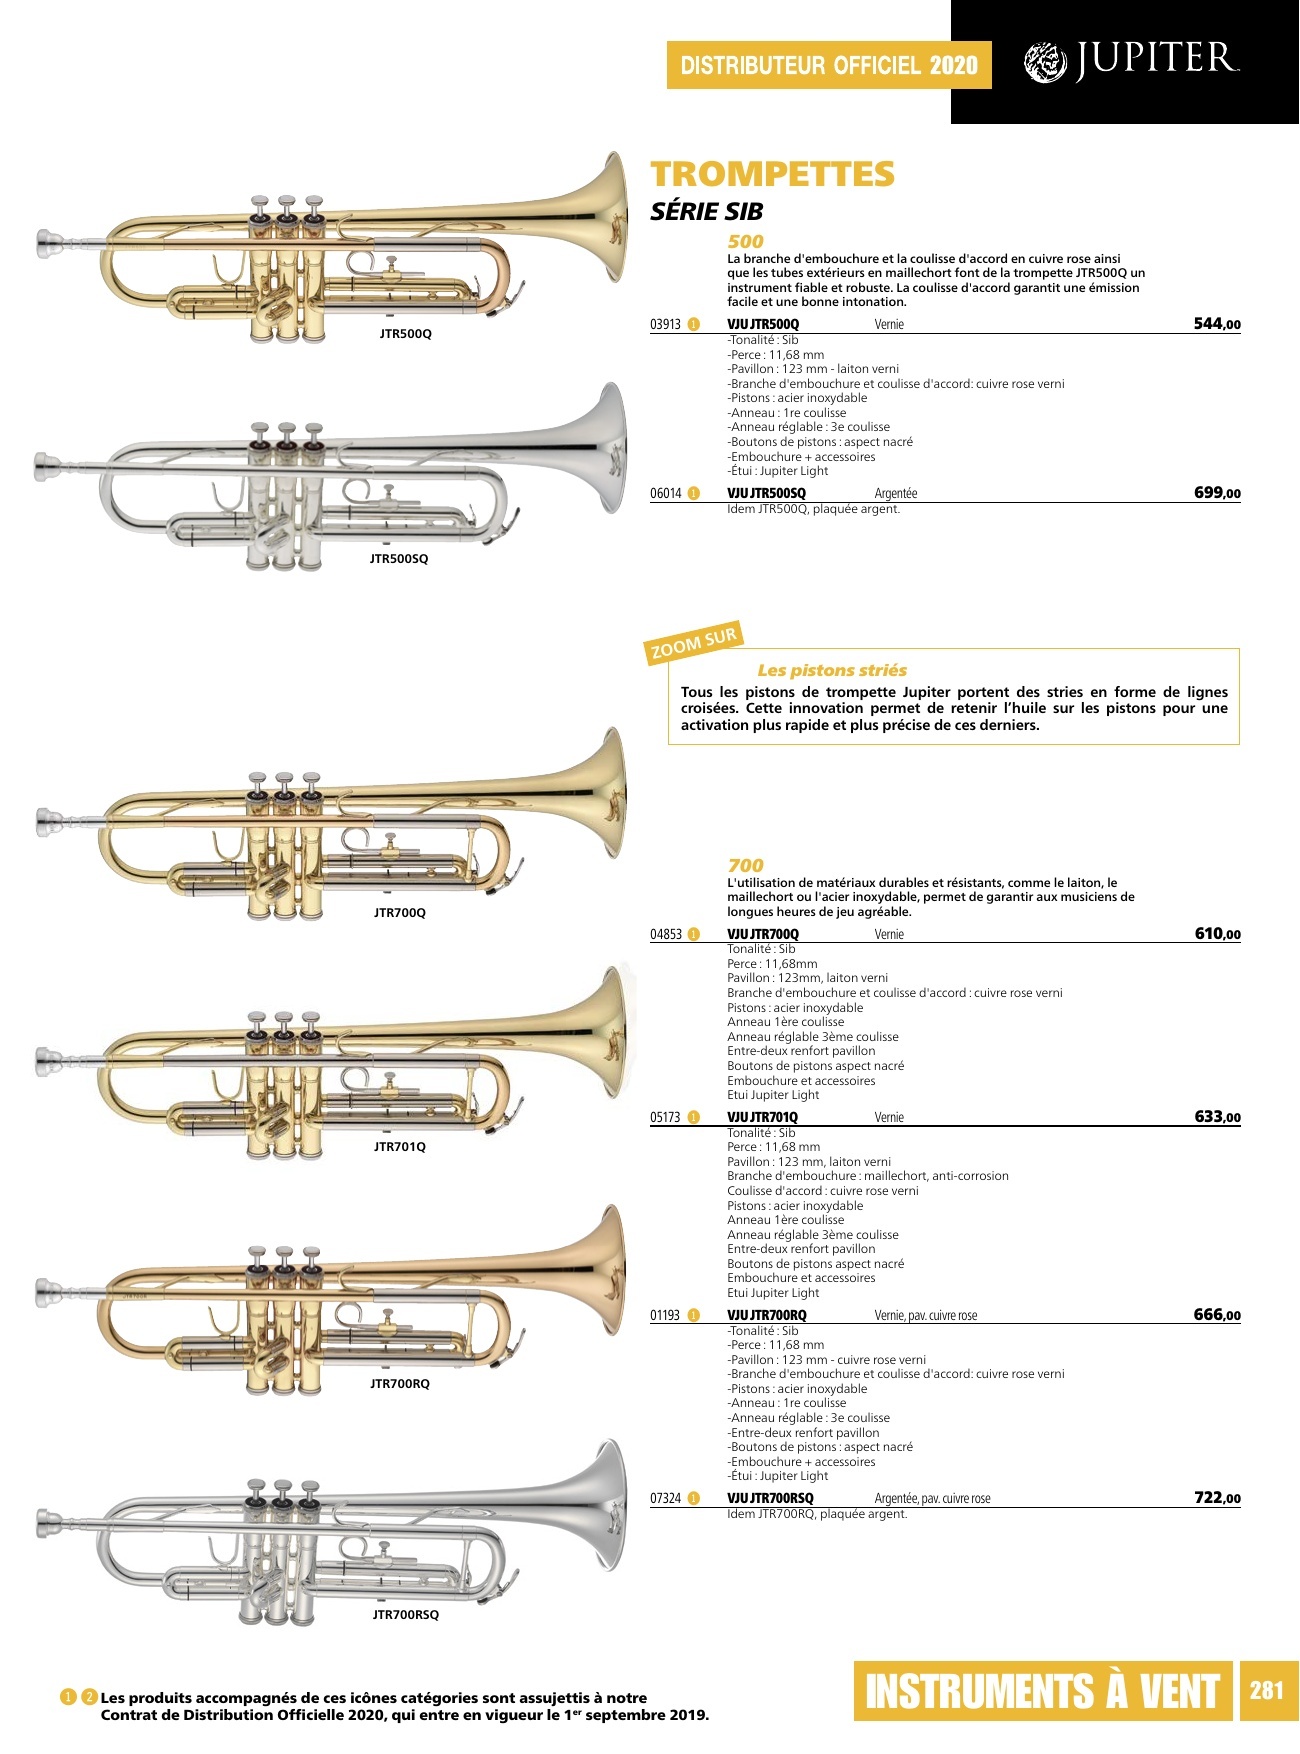 DISTRIBUTEUR OFFICIEL 2020
JUPITER
TROMPETTES
SÉRIE SIB
500
La branche d'embouchure et la coulisse d'accord en cuivre rose ainsi
que les tubes extérieurs en maillechort font de la trompette JTR500Q un
instrument fiable et robuste. La coulisse d'accord garantit une émission
facile et une bonne intonation.
03913 1 VJU JTR500Q Vernie 544,00
-Tonalité : Sib
-Perce : 11,68 mm
-Pavillon : 123 mm - laiton verni
-Branche d'embouchure et coulisse d'accord: cuivre rose verni
-Pistons : acier inoxydable
-Anneau : 1re coulisse
-Anneau réglable : 3e coulisse
-Boutons de pistons : aspect nacré
-Embouchure + accessoires
-Étui : Jupiter Light
06014 1 VJU JTR500SQ Argentée 699,00
Idem JTR500Q, plaquée argent.
JTR500Q
JTR500SQ
ZOOM SUR
Les pistons striés
Tous les pistons de trompette Jupiter portent des stries en forme de lignes
croisées. Cette innovation permet de retenir l’huile sur les pistons pour une
activation plus rapide et plus précise de ces derniers.
700
L'utilisation de matériaux durables et résistants, comme le laiton, le
maillechort ou l'acier inoxydable, permet de garantir aux musiciens de
longues heures de jeu agréable.
04853 1 VJU JTR700Q Vernie 610,00
Tonalité : Sib
Perce : 11,68mm
Pavillon : 123mm, laiton verni
Branche d'embouchure et coulisse d'accord : cuivre rose verni
Pistons : acier inoxydable
Anneau 1ère coulisse
Anneau réglable 3ème coulisse
Entre-deux renfort pavillon
Boutons de pistons aspect nacré
Embouchure et accessoires
Etui Jupiter Light
05173 1 VJU JTR701Q Vernie 633,00
Tonalité : Sib
Perce : 11,68 mm
Pavillon : 123 mm, laiton verni
Branche d'embouchure : maillechort, anti-corrosion
Coulisse d'accord : cuivre rose verni
Pistons : acier inoxydable
Anneau 1ère coulisse
Anneau réglable 3ème coulisse
Entre-deux renfort pavillon
Boutons de pistons aspect nacré
Embouchure et accessoires
Etui Jupiter Light
01193 1 VJU JTR700RQ Vernie, pav. cuivre rose 666,00
-Tonalité : Sib
-Perce : 11,68 mm
-Pavillon : 123 mm - cuivre rose verni
-Branche d'embouchure et coulisse d'accord: cuivre rose verni
-Pistons : acier inoxydable
-Anneau : 1re coulisse
-Anneau réglable : 3e coulisse
-Entre-deux renfort pavillon
-Boutons de pistons : aspect nacré
-Embouchure + accessoires
-Étui : Jupiter Light
07324 1 VJU JTR700RSQ Argentée, pav. cuivre rose 722,00
Idem JTR700RQ, plaquée argent.
JTR700Q
JTR701Q
JTR700RQ
JTR700RSQ
1 2 Les produits accompagnés de ces icônes catégories sont assujettis à notre
Contrat de Distribution Officielle 2020, qui entre en vigueur le 1er septembre 2019.
INSTRUMENTS À VENT 281